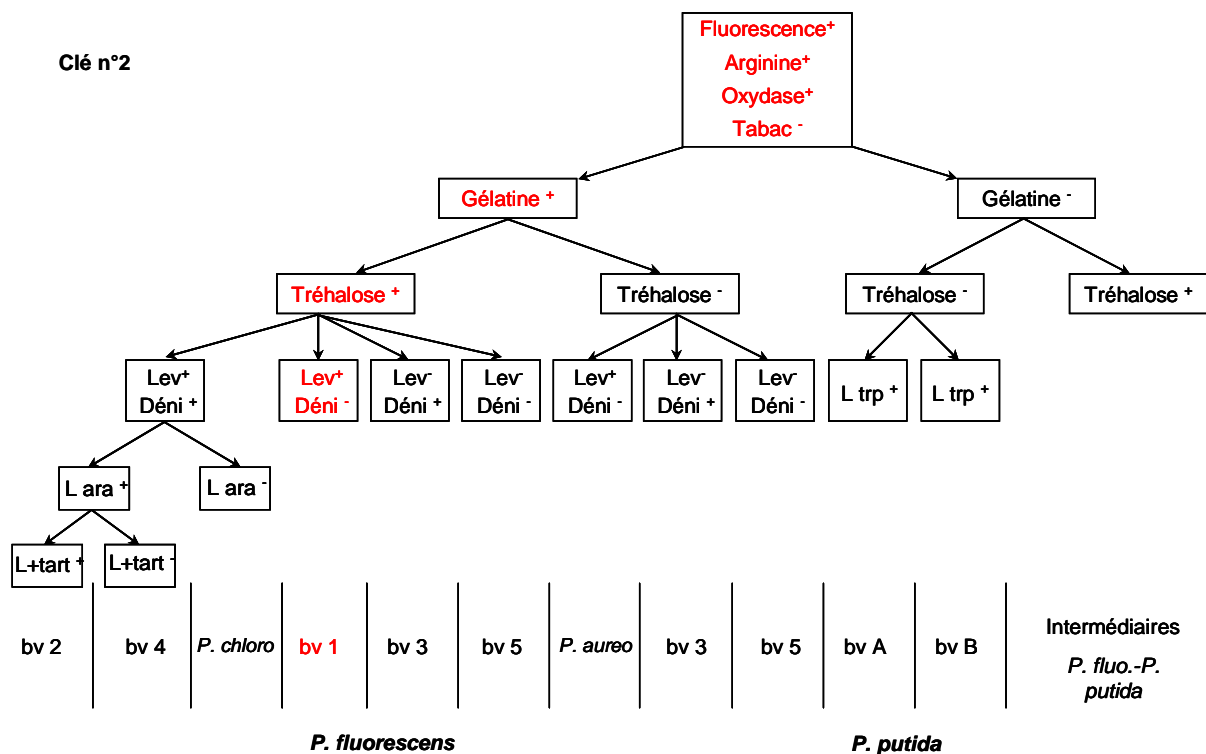 Clé n°2
Fluorescence+
Arginine+
Oxydase+
Tabac -
Gélatine +
Gélatine -
Tréhalose +
Tréhalose -
Tréhalose -
Tréhalose +
Lev+
Déni +
Lev+
Déni -
Lev-
Déni +
Lev-
Déni -
Lev+
Déni -
Lev-
Déni +
Lev-
Déni -
L trp +
L trp +
L ara +
L ara -
L+tart +
L+tart -
bv 2
bv 4
P. chloro
bv 1
bv 3
bv 5
P. aureo
bv 3
bv 5
bv A
bv B
Intermédiaires
P. fluo.-P.
putida
P. fluorescens
P. putida